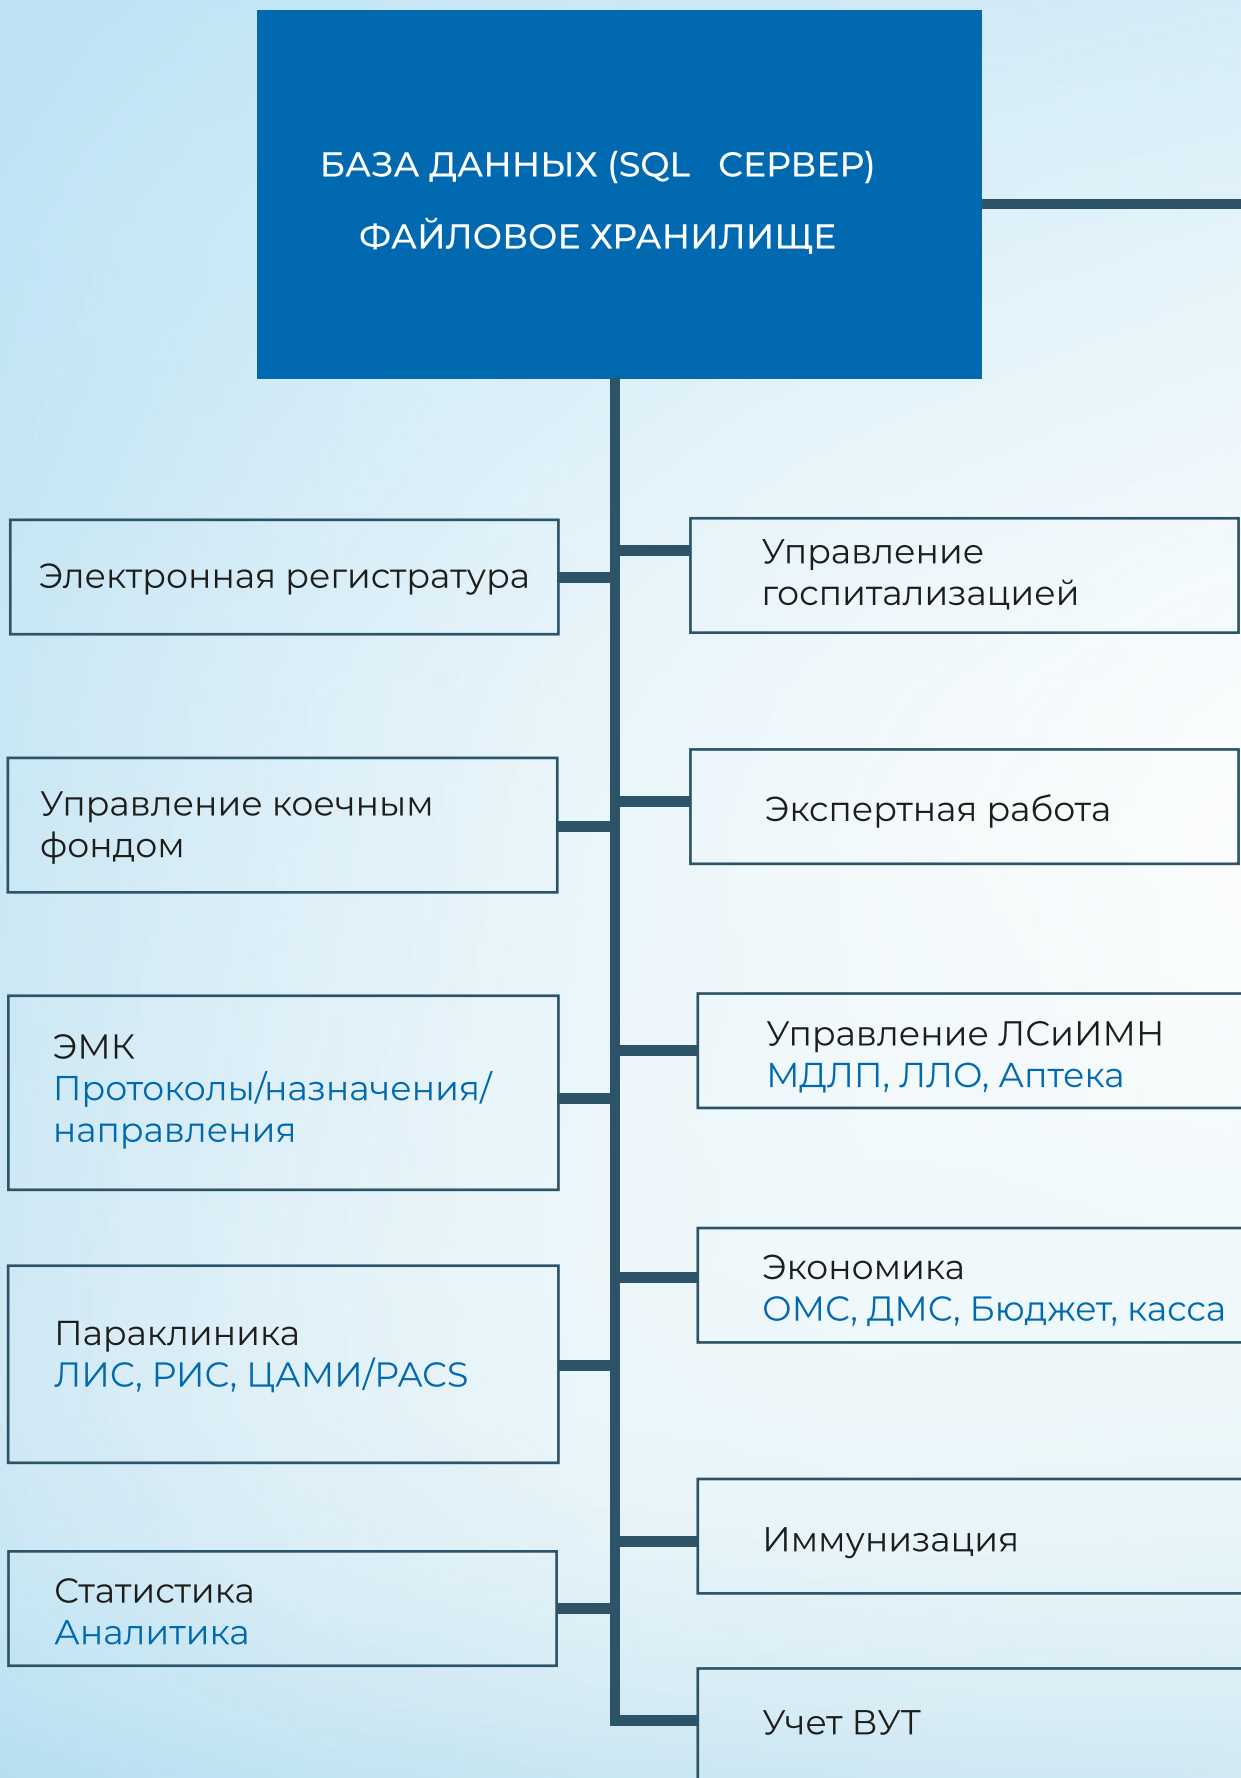 БАЗА ДАННЫХ (SQL СЕРВЕР)
ФАЙЛОВОЕ ХРАНИЛИЩЕ
Электронная регистратура
Управление
госпитализацией
Управление коечным
фондом
Экспертная работа
ЭМК
Протоколы/назначения/
направления
Управление ЛСиИМН
МДЛП, ЛЛО, Аптека
Параклиника
ЛИС, РИС, ЦАМИ/PACS
Экономика
ОМС, ДМС, Бюджет, касса
Статистика
Аналитика
Иммунизация
Учет ВУТ